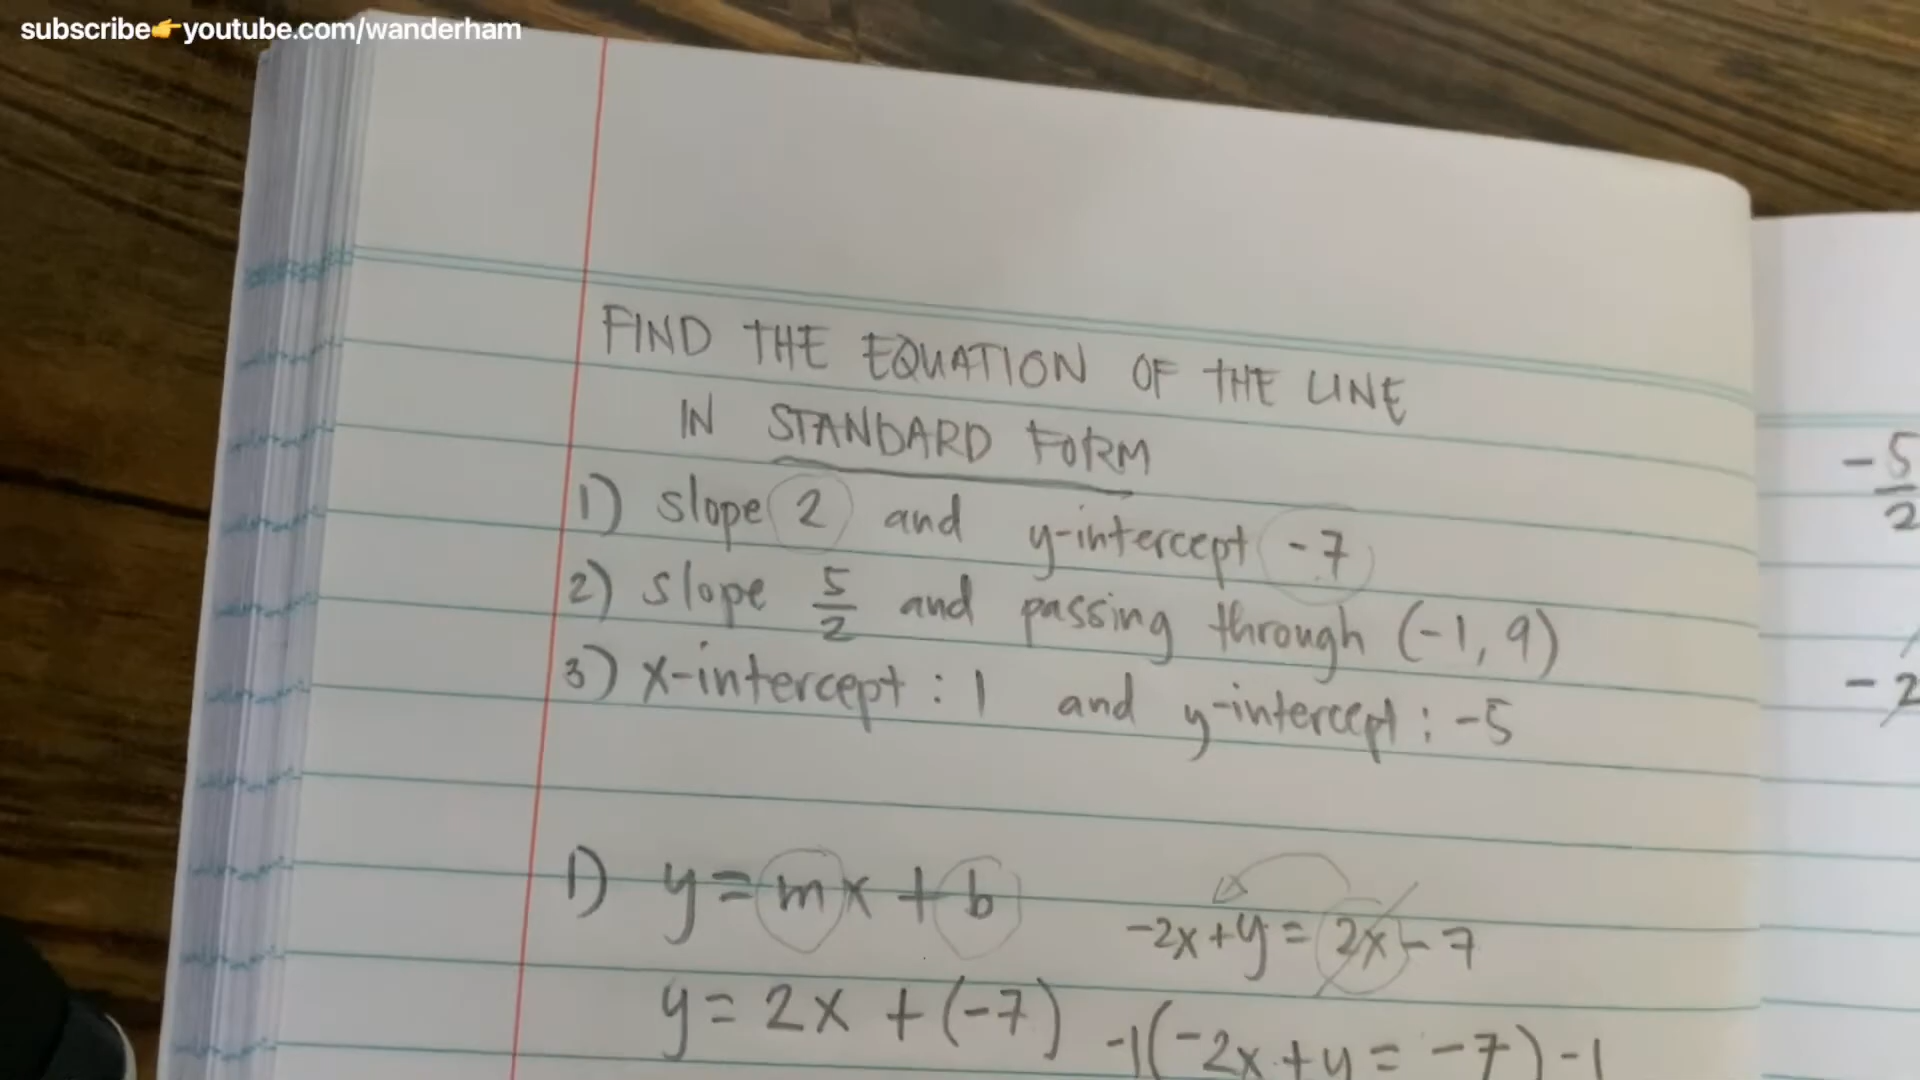 subscribe👉youtube.com/wanderham
FIND THE EQUATION OF THE LINE
IN STANDARD FORM
1) slope 2 and y-intercept -7
2) slope 5/2 and passing through (-1, 9)
3) x-intercept : 1 and y-intercept : -5
1) y = mx + b
-2x + y = 2x - 7
y = 2x + (-7)
-1(-2x + y = -7) -1
-5/2
-2